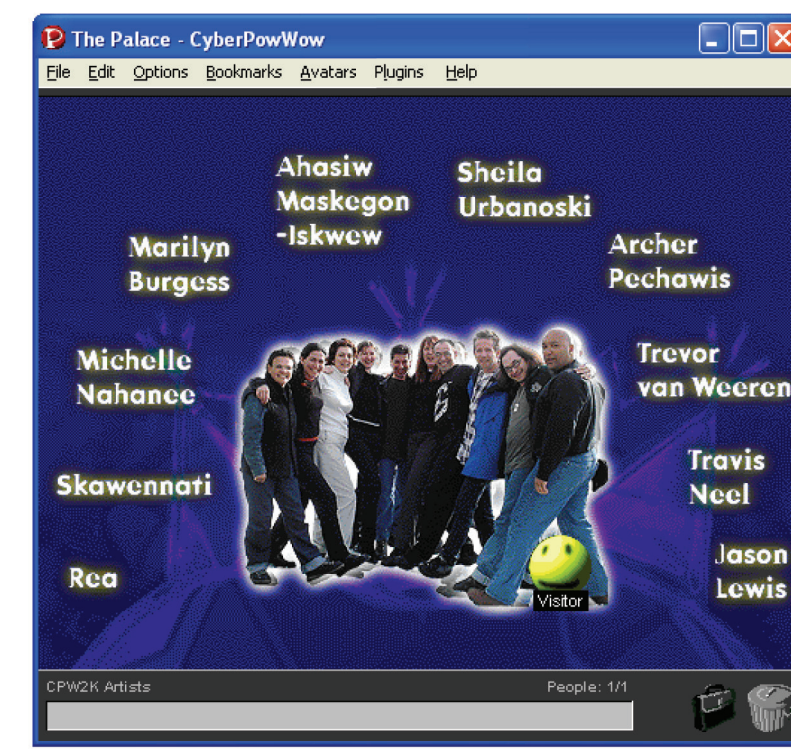 The Palace - CyberPowWow
File Edit Options Bookmarks Avatars Plugins Help
Ahasiw
Maskegon
-Iskwew
Sheila
Urbanoski
Marilyn
Burgess
Archer
Pechawis
Michelle
Nahanee
Trevor
van Weeren
Skawennati
Travis
Neel
Rea
Jason
Lewis
Visitor
CPW2K Artists
People: 1/1